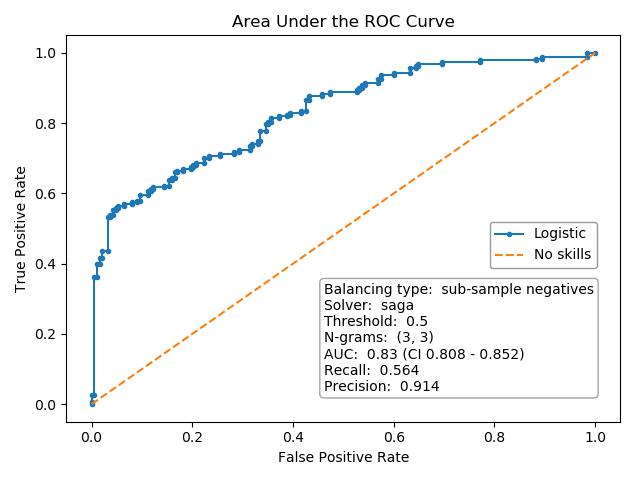 Area Under the ROC Curve
True Positive Rate
1.0
0.8
0.6
0.4
0.2
0.0
Logistic
No skills
Balancing type:  sub-sample negatives
Solver:  saga
Threshold:  0.5
N-grams:  (3, 3)
AUC:  0.83 (CI 0.808 - 0.852)
Recall:  0.564
Precision:  0.914
0.0 0.2 0.4 0.6 0.8 1.0
False Positive Rate